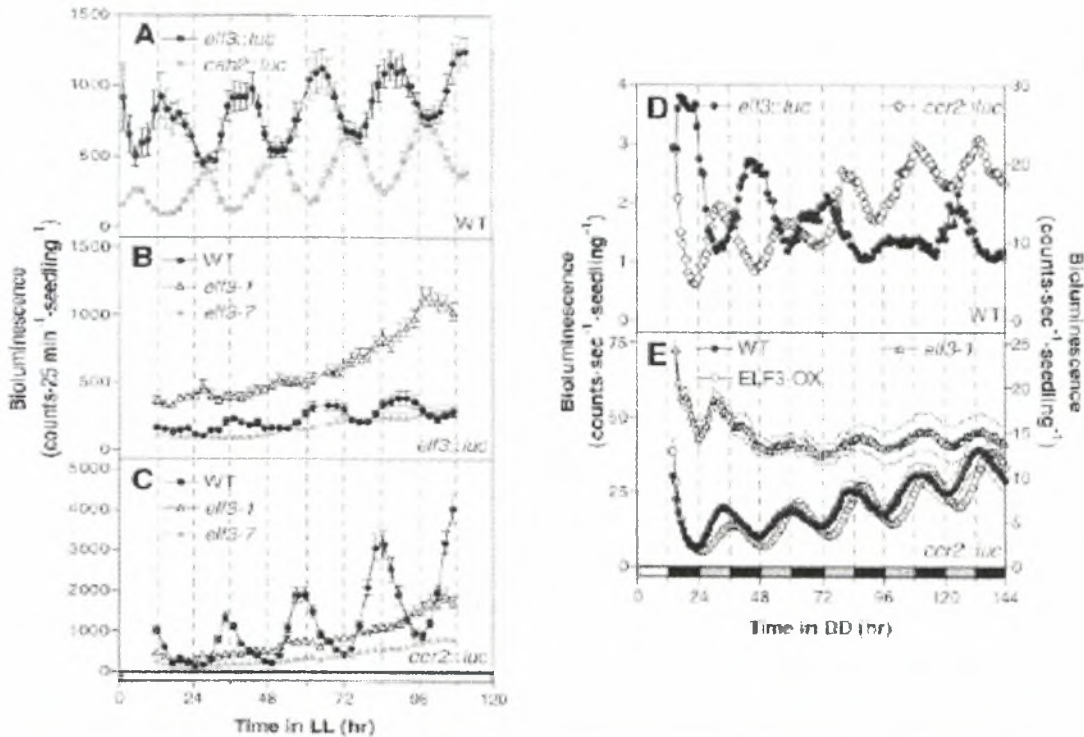 A
elf3::luc
cab2::luc
1500
1000
500
0
WT
B
WT
elf3-1
elf3-7
1500
1000
500
0
elf3::luc
C
WT
elf3-1
elf3-7
5000
4000
3000
2000
1000
0
ccr2::luc
0 24 48 72 96 120
Time in LL (hr)
Bioluminescence
(counts·25 min⁻¹·seedling)
D
elf3::luc
ccr2::luc
4
3
2
1
0
30
20
10
0
WT
E
WT
elf3-1
ELF3-OX
75
50
25
0
25
20
15
10
5
0
ccr2::luc
0 24 48 72 96 120 144
Time in DD (hr)
Bioluminescence
(counts·sec⁻¹·seedling⁻¹)
Bioluminescence
(counts·sec⁻¹·seedling⁻¹)